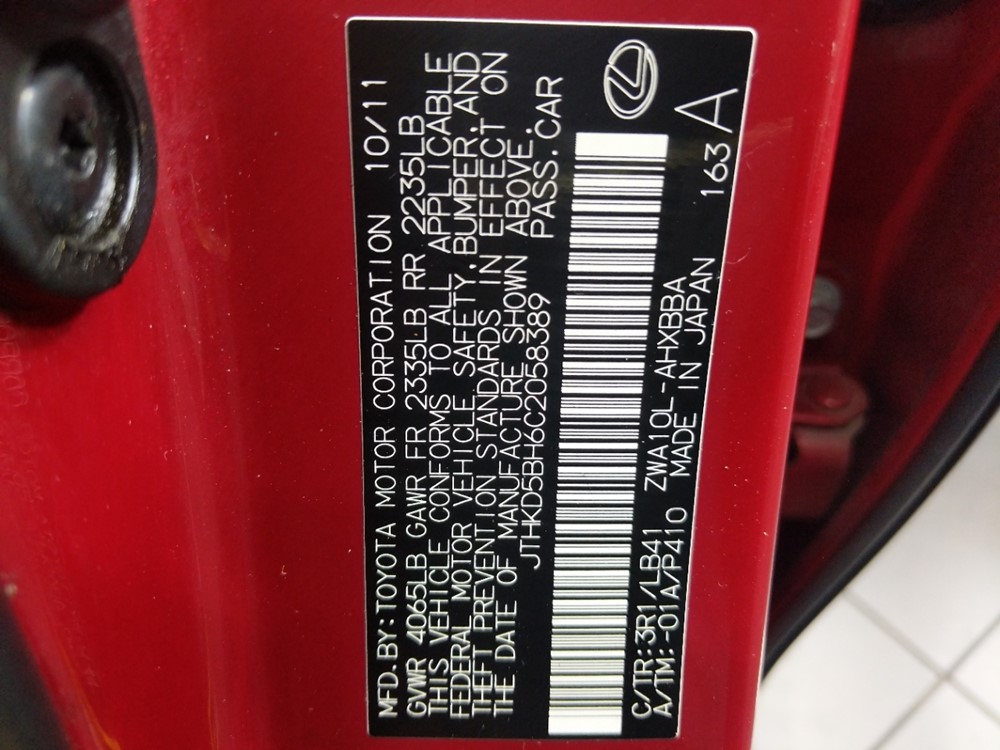 MFD.BY:TOYOTA MOTOR CORPORATION 10/11
GVWR 4065LB GAWR FR 2335LB RR 2235LB
THIS VEHICLE CONFORMS TO ALL APPLICABLE
FEDERAL MOTOR VEHICLE SAFETY,BUMPER,AND
THEFT PREVENTION STANDARDS IN EFFECT ON
THE DATE OF MANUFACTURE SHOWN ABOVE.
JTHKD5BH6C2058389 PASS.CAR
C/TR:3R1/LB41 ZWA10L-AHXBBA
A/TM:-01A/P410 MADE IN JAPAN 163 A